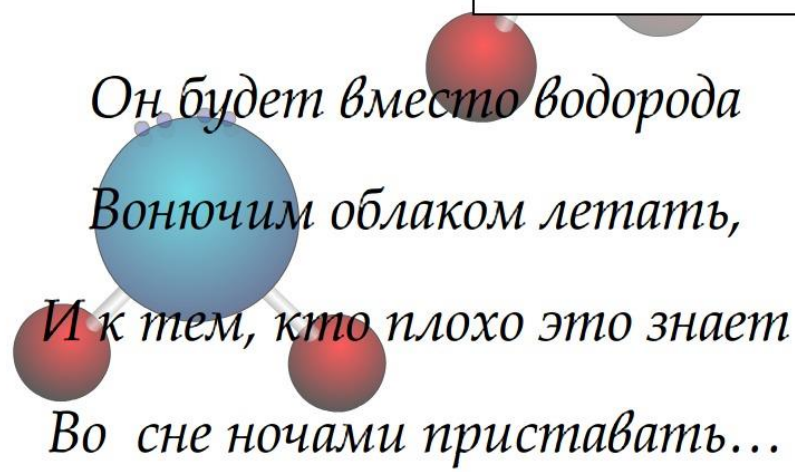 Он будет вместо водорода
Вонючим облаком летать,
И к тем, кто плохо это знает
Во сне ночами приставать...